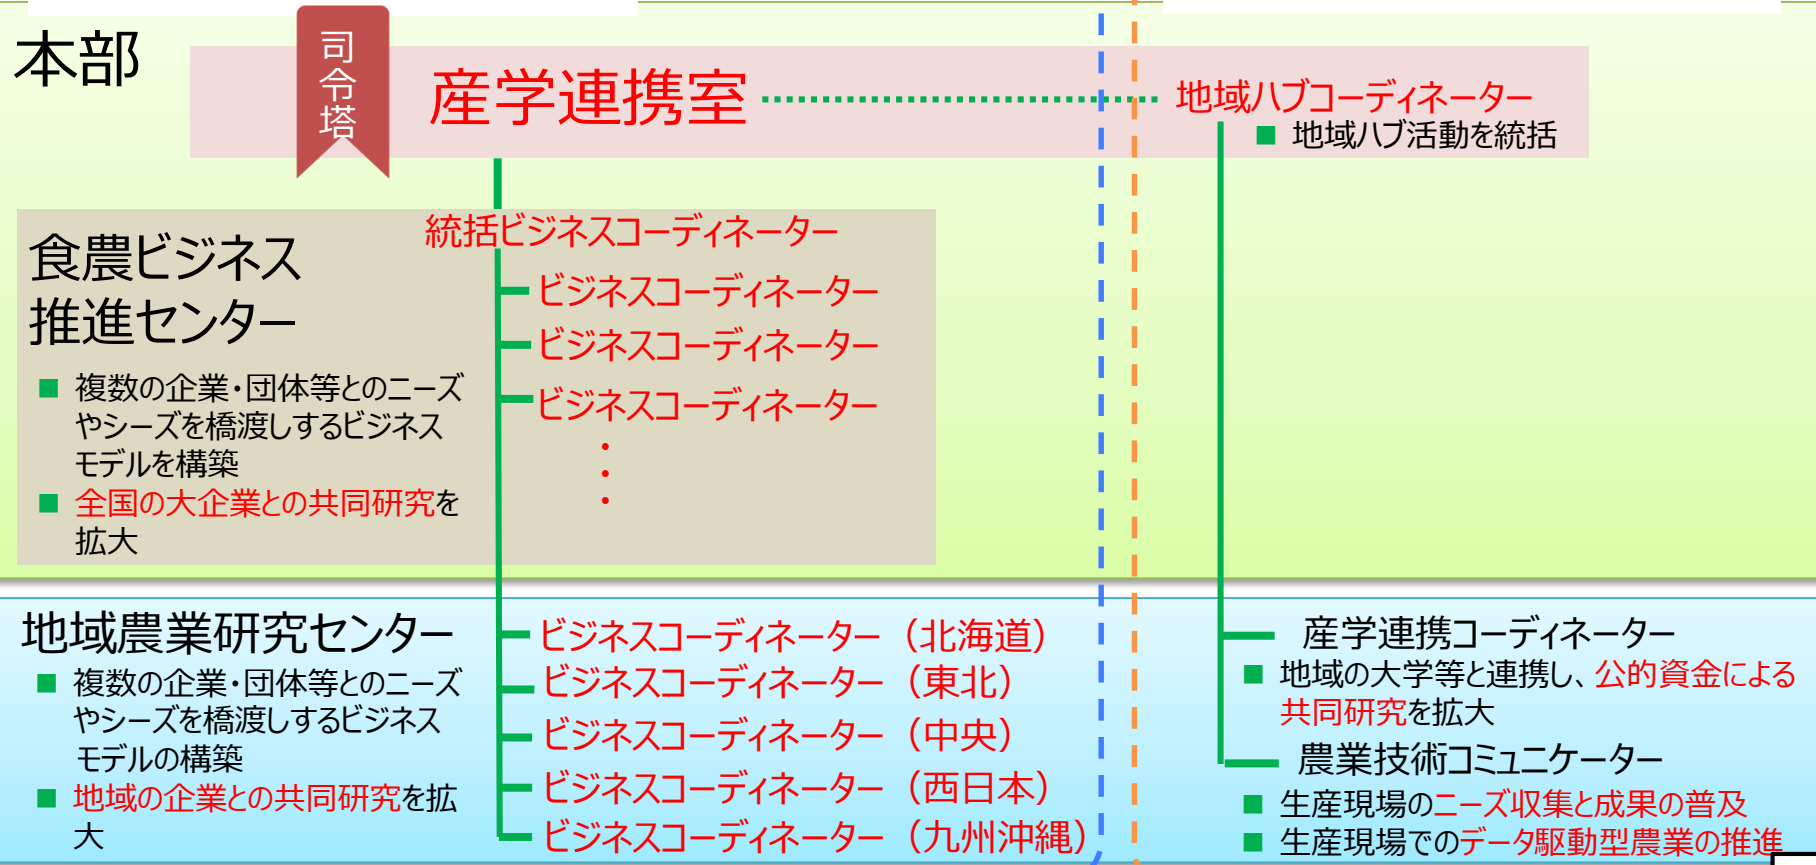 本部
司令塔
産学連携室
地域ハブコーディネーター
■ 地域ハブ活動を統括
食農ビジネス
推進センター
■ 複数の企業・団体等とのニーズ
やシーズを橋渡しするビジネス
モデルを構築
■ 全国の大企業との共同研究を
拡大
統括ビジネスコーディネーター
ビジネスコーディネーター
ビジネスコーディネーター
ビジネスコーディネーター
・
・
・
地域農業研究センター
■ 複数の企業・団体等とのニーズ
やシーズを橋渡しするビジネス
モデルの構築
■ 地域の企業との共同研究を拡
大
ビジネスコーディネーター（北海道）
ビジネスコーディネーター（東北）
ビジネスコーディネーター（中央）
ビジネスコーディネーター（西日本）
ビジネスコーディネーター（九州沖縄）
産学連携コーディネーター
■ 地域の大学等と連携し、公的資金による
共同研究を拡大
農業技術コミュニケーター
■ 生産現場のニーズ収集と成果の普及
■ 生産現場でのデータ駆動型農業の推進